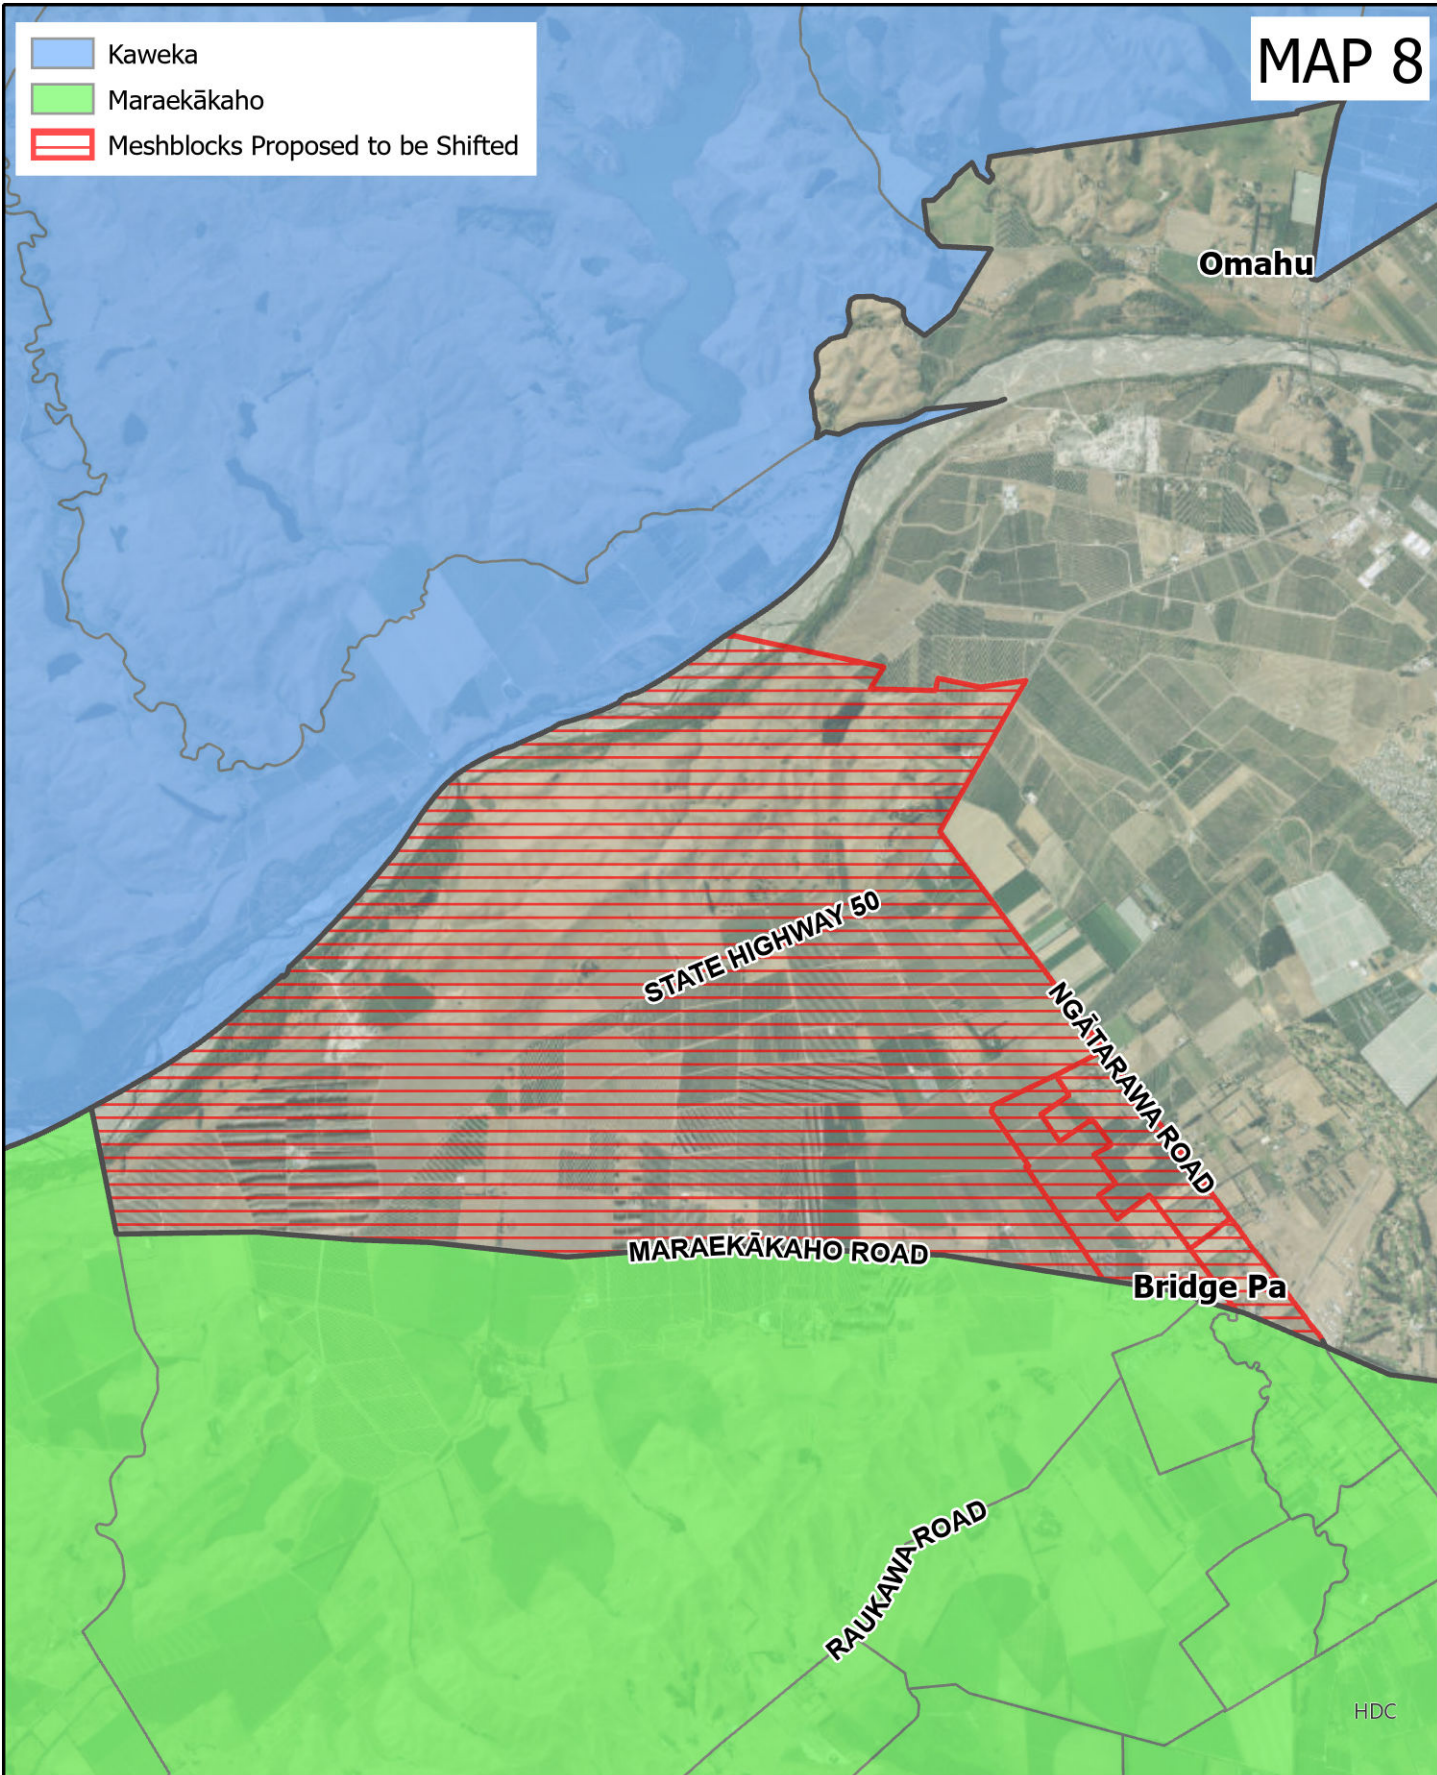 Kaweka
Maraekākaho
Meshblocks Proposed to be Shifted
MAP 8
Omahu
STATE HIGHWAY 50
NGĀTARAWA ROAD
MARAEKĀKAHO ROAD
Bridge Pa
RAUKAWA ROAD
HDC